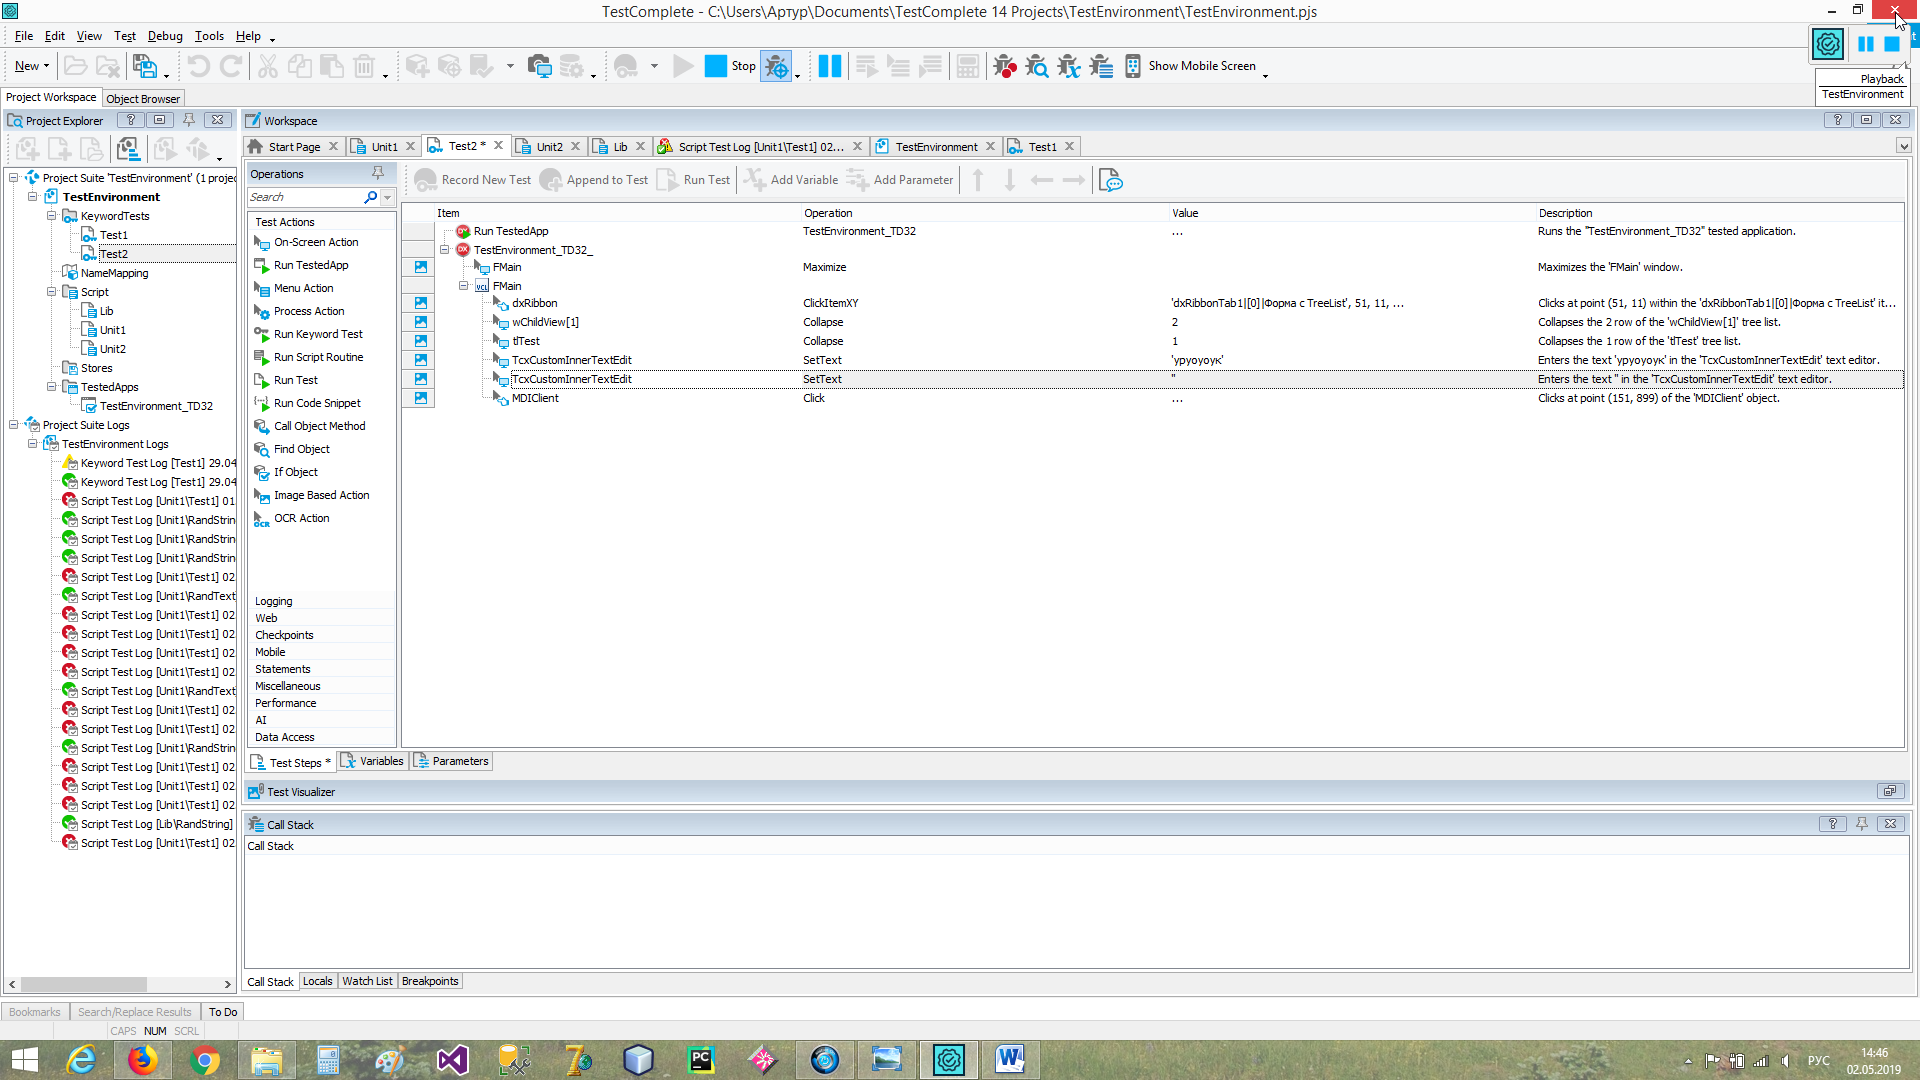 TestComplete - C:\Users\Артур\Documents\TestComplete 14 Projects\TestEnvironment\TestEnvironment.pjs
File Edit View Test Debug Tools Help
New Stop Show Mobile Screen
Playback
TestEnvironment
Project Workspace Object Browser
Project Explorer
Workspace
Start Page Unit1 Test2 * Unit2 Lib Script Test Log [Unit1\Test1] 02... TestEnvironment Test1
Project Suite 'TestEnvironment' (1 projec
TestEnvironment
KeywordTests
Test1
Test2
NameMapping
Script
Lib
Unit1
Unit2
Stores
TestedApps
TestEnvironment_TD32
Project Suite Logs
TestEnvironment Logs
Keyword Test Log [Test1] 29.04
Keyword Test Log [Test1] 29.04
Script Test Log [Unit1\Test1] 01
Script Test Log [Unit1\RandStrin
Script Test Log [Unit1\RandStrin
Script Test Log [Unit1\RandStrin
Script Test Log [Unit1\Test1] 02
Script Test Log [Unit1\RandText
Script Test Log [Unit1\Test1] 02
Script Test Log [Unit1\Test1] 02
Script Test Log [Unit1\Test1] 02
Script Test Log [Unit1\Test1] 02
Script Test Log [Unit1\RandText
Script Test Log [Unit1\Test1] 02
Script Test Log [Unit1\Test1] 02
Script Test Log [Unit1\RandStrin
Script Test Log [Unit1\Test1] 02
Script Test Log [Unit1\Test1] 02
Script Test Log [Unit1\Test1] 02
Script Test Log [Lib\RandString]
Script Test Log [Unit1\Test1] 02
Operations
Search
Test Actions
On-Screen Action
Run TestedApp
Menu Action
Process Action
Run Keyword Test
Run Script Routine
Run Test
Run Code Snippet
Call Object Method
Find Object
If Object
Image Based Action
OCR Action
Logging
Web
Checkpoints
Mobile
Statements
Miscellaneous
Performance
AI
Data Access
Record New Test Append to Test Run Test Add Variable Add Parameter
Item Operation Value Description
Run TestedApp TestEnvironment_TD32 ... Runs the "TestEnvironment_TD32" tested application.
TestEnvironment_TD32_
FMain Maximize Maximizes the 'FMain' window.
FMain
dxRibbon ClickItemXY 'dxRibbonTab1|[0]|Форма с TreeList', 51, 11, ... Clicks at point (51, 11) within the 'dxRibbonTab1|[0]|Форма с TreeList' it...
wChildView[1] Collapse 2 Collapses the 2 row of the 'wChildView[1]' tree list.
tlTest Collapse 1 Collapses the 1 row of the 'tlTest' tree list.
TcxCustomInnerTextEdit SetText 'уруоуоук' Enters the text 'уруоуоук' in the 'TcxCustomInnerTextEdit' text editor.
TcxCustomInnerTextEdit SetText '' Enters the text '' in the 'TcxCustomInnerTextEdit' text editor.
MDIClient Click ... Clicks at point (151, 899) of the 'MDIClient' object.
Test Steps * Variables Parameters
Test Visualizer
Call Stack
Call Stack
Call Stack Locals Watch List Breakpoints
Bookmarks Search/Replace Results To Do
CAPS NUM SCRL
РУС
14:46
02.05.2019